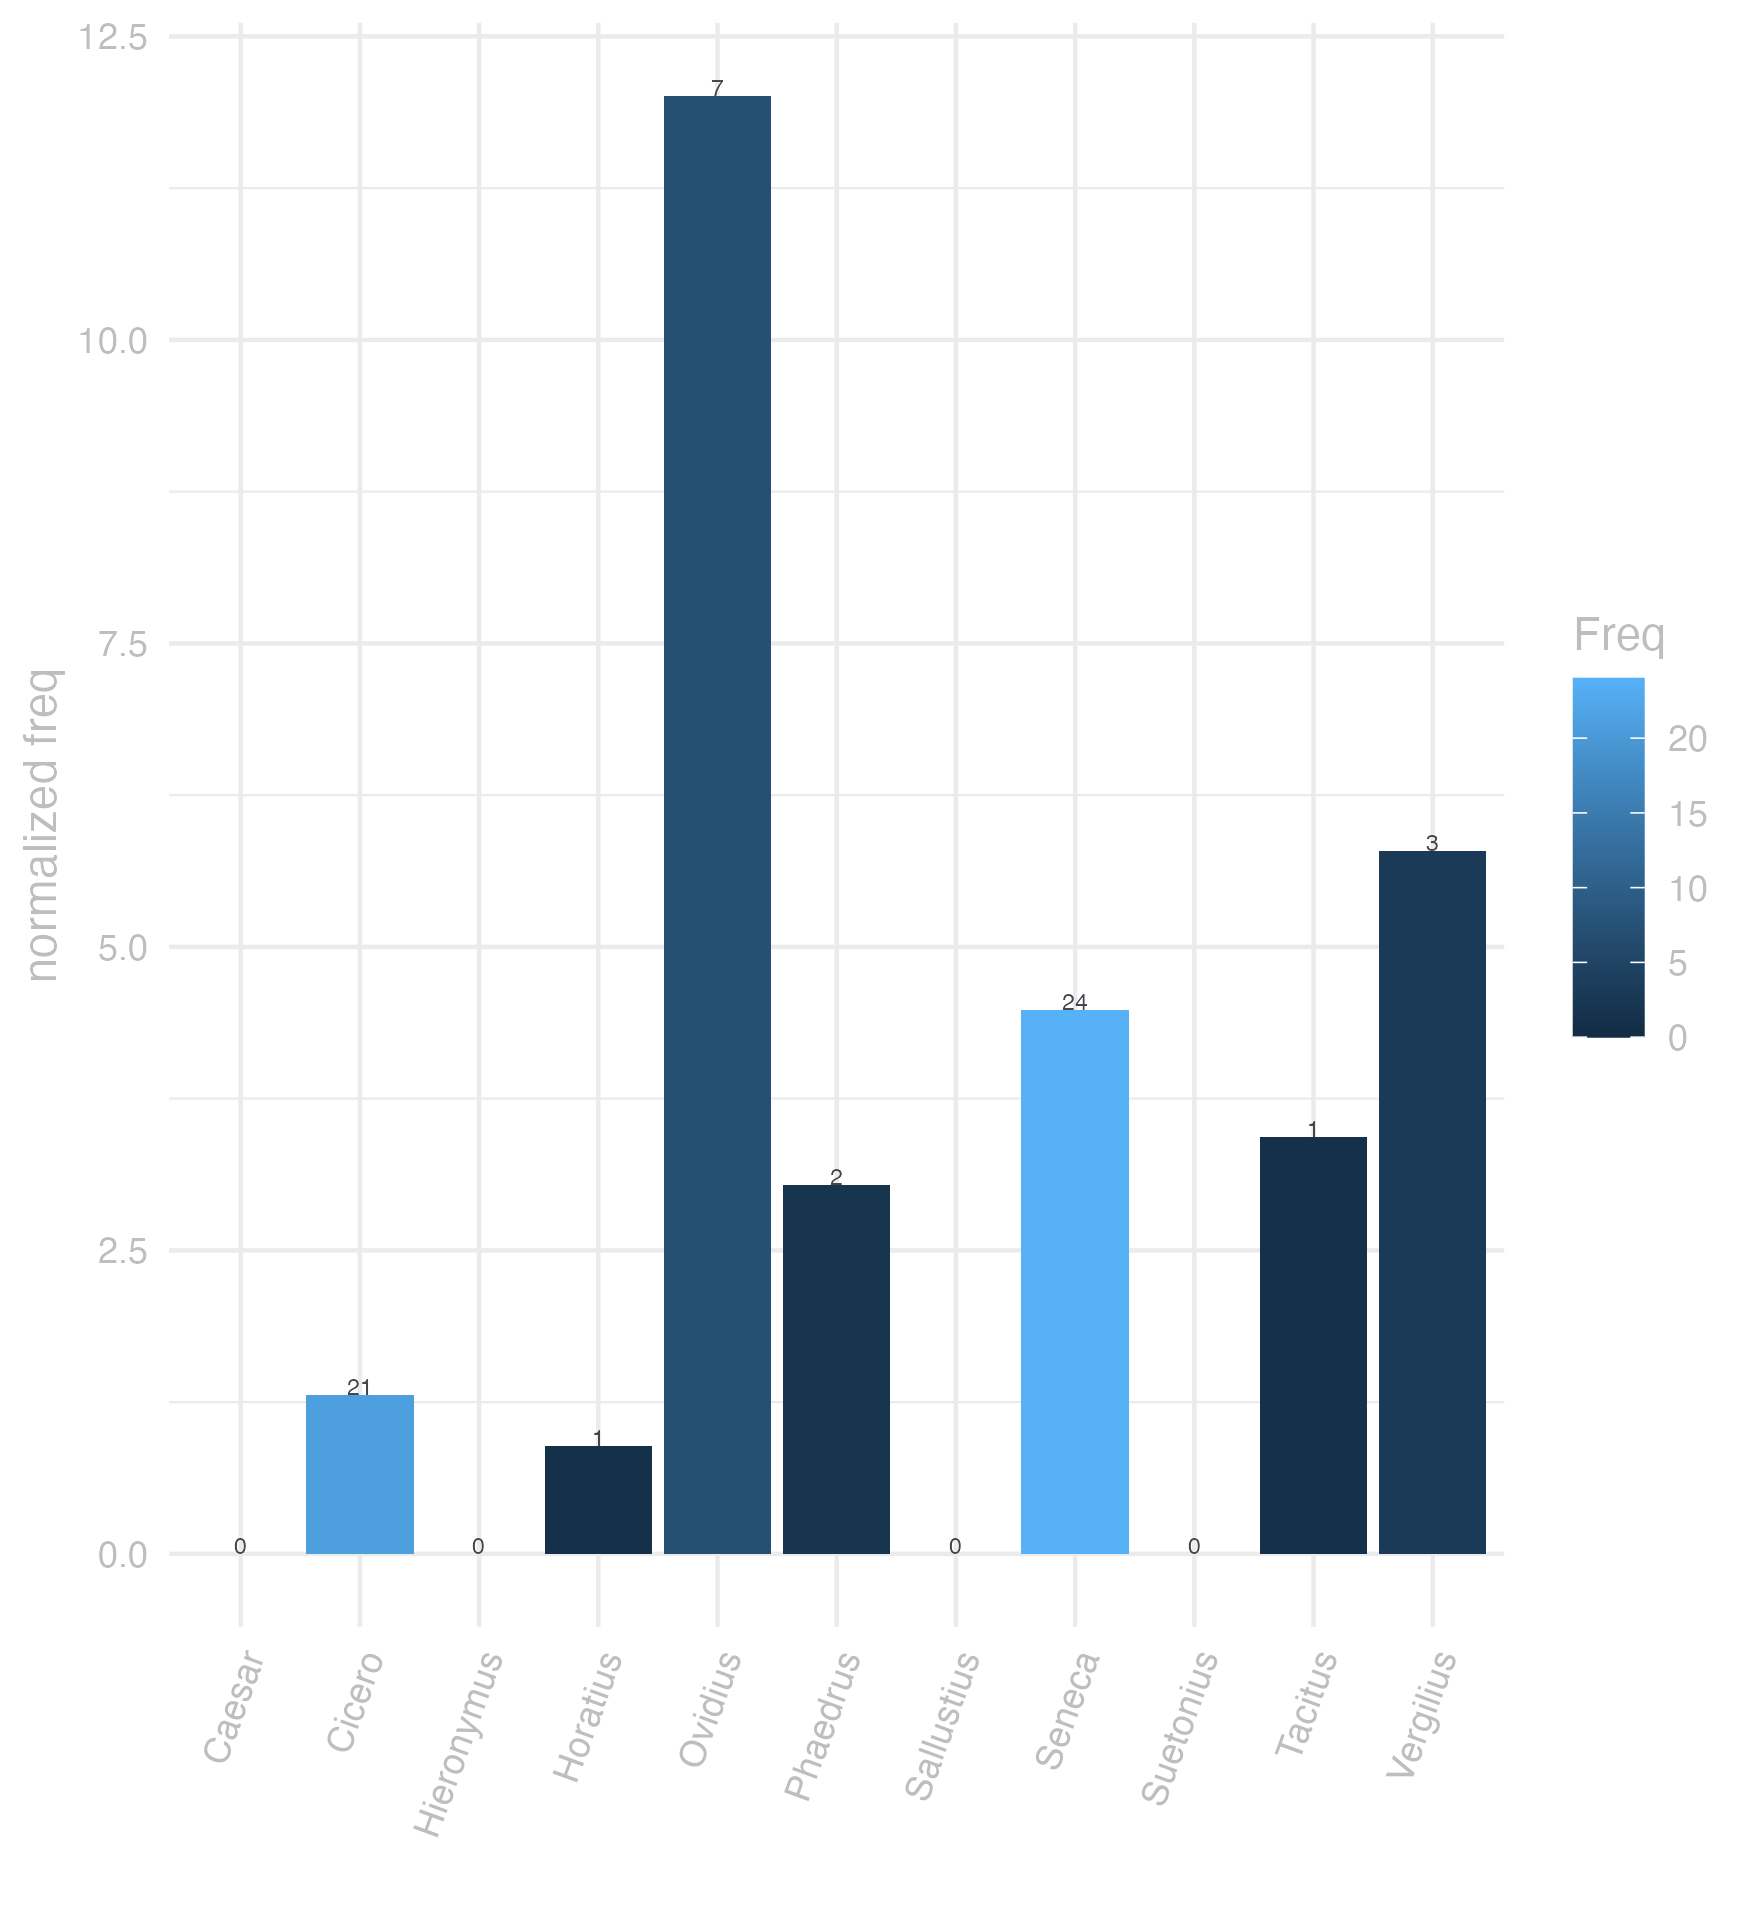 12.5
10.0
7.5
5.0
2.5
0.0
normalized freq
0
21
0
1
7
2
0
24
0
1
3
Caesar
Cicero
Hieronymus
Horatius
Ovidius
Phaedrus
Sallustius
Seneca
Suetonius
Tacitus
Vergilius
Freq
20
15
10
5
0